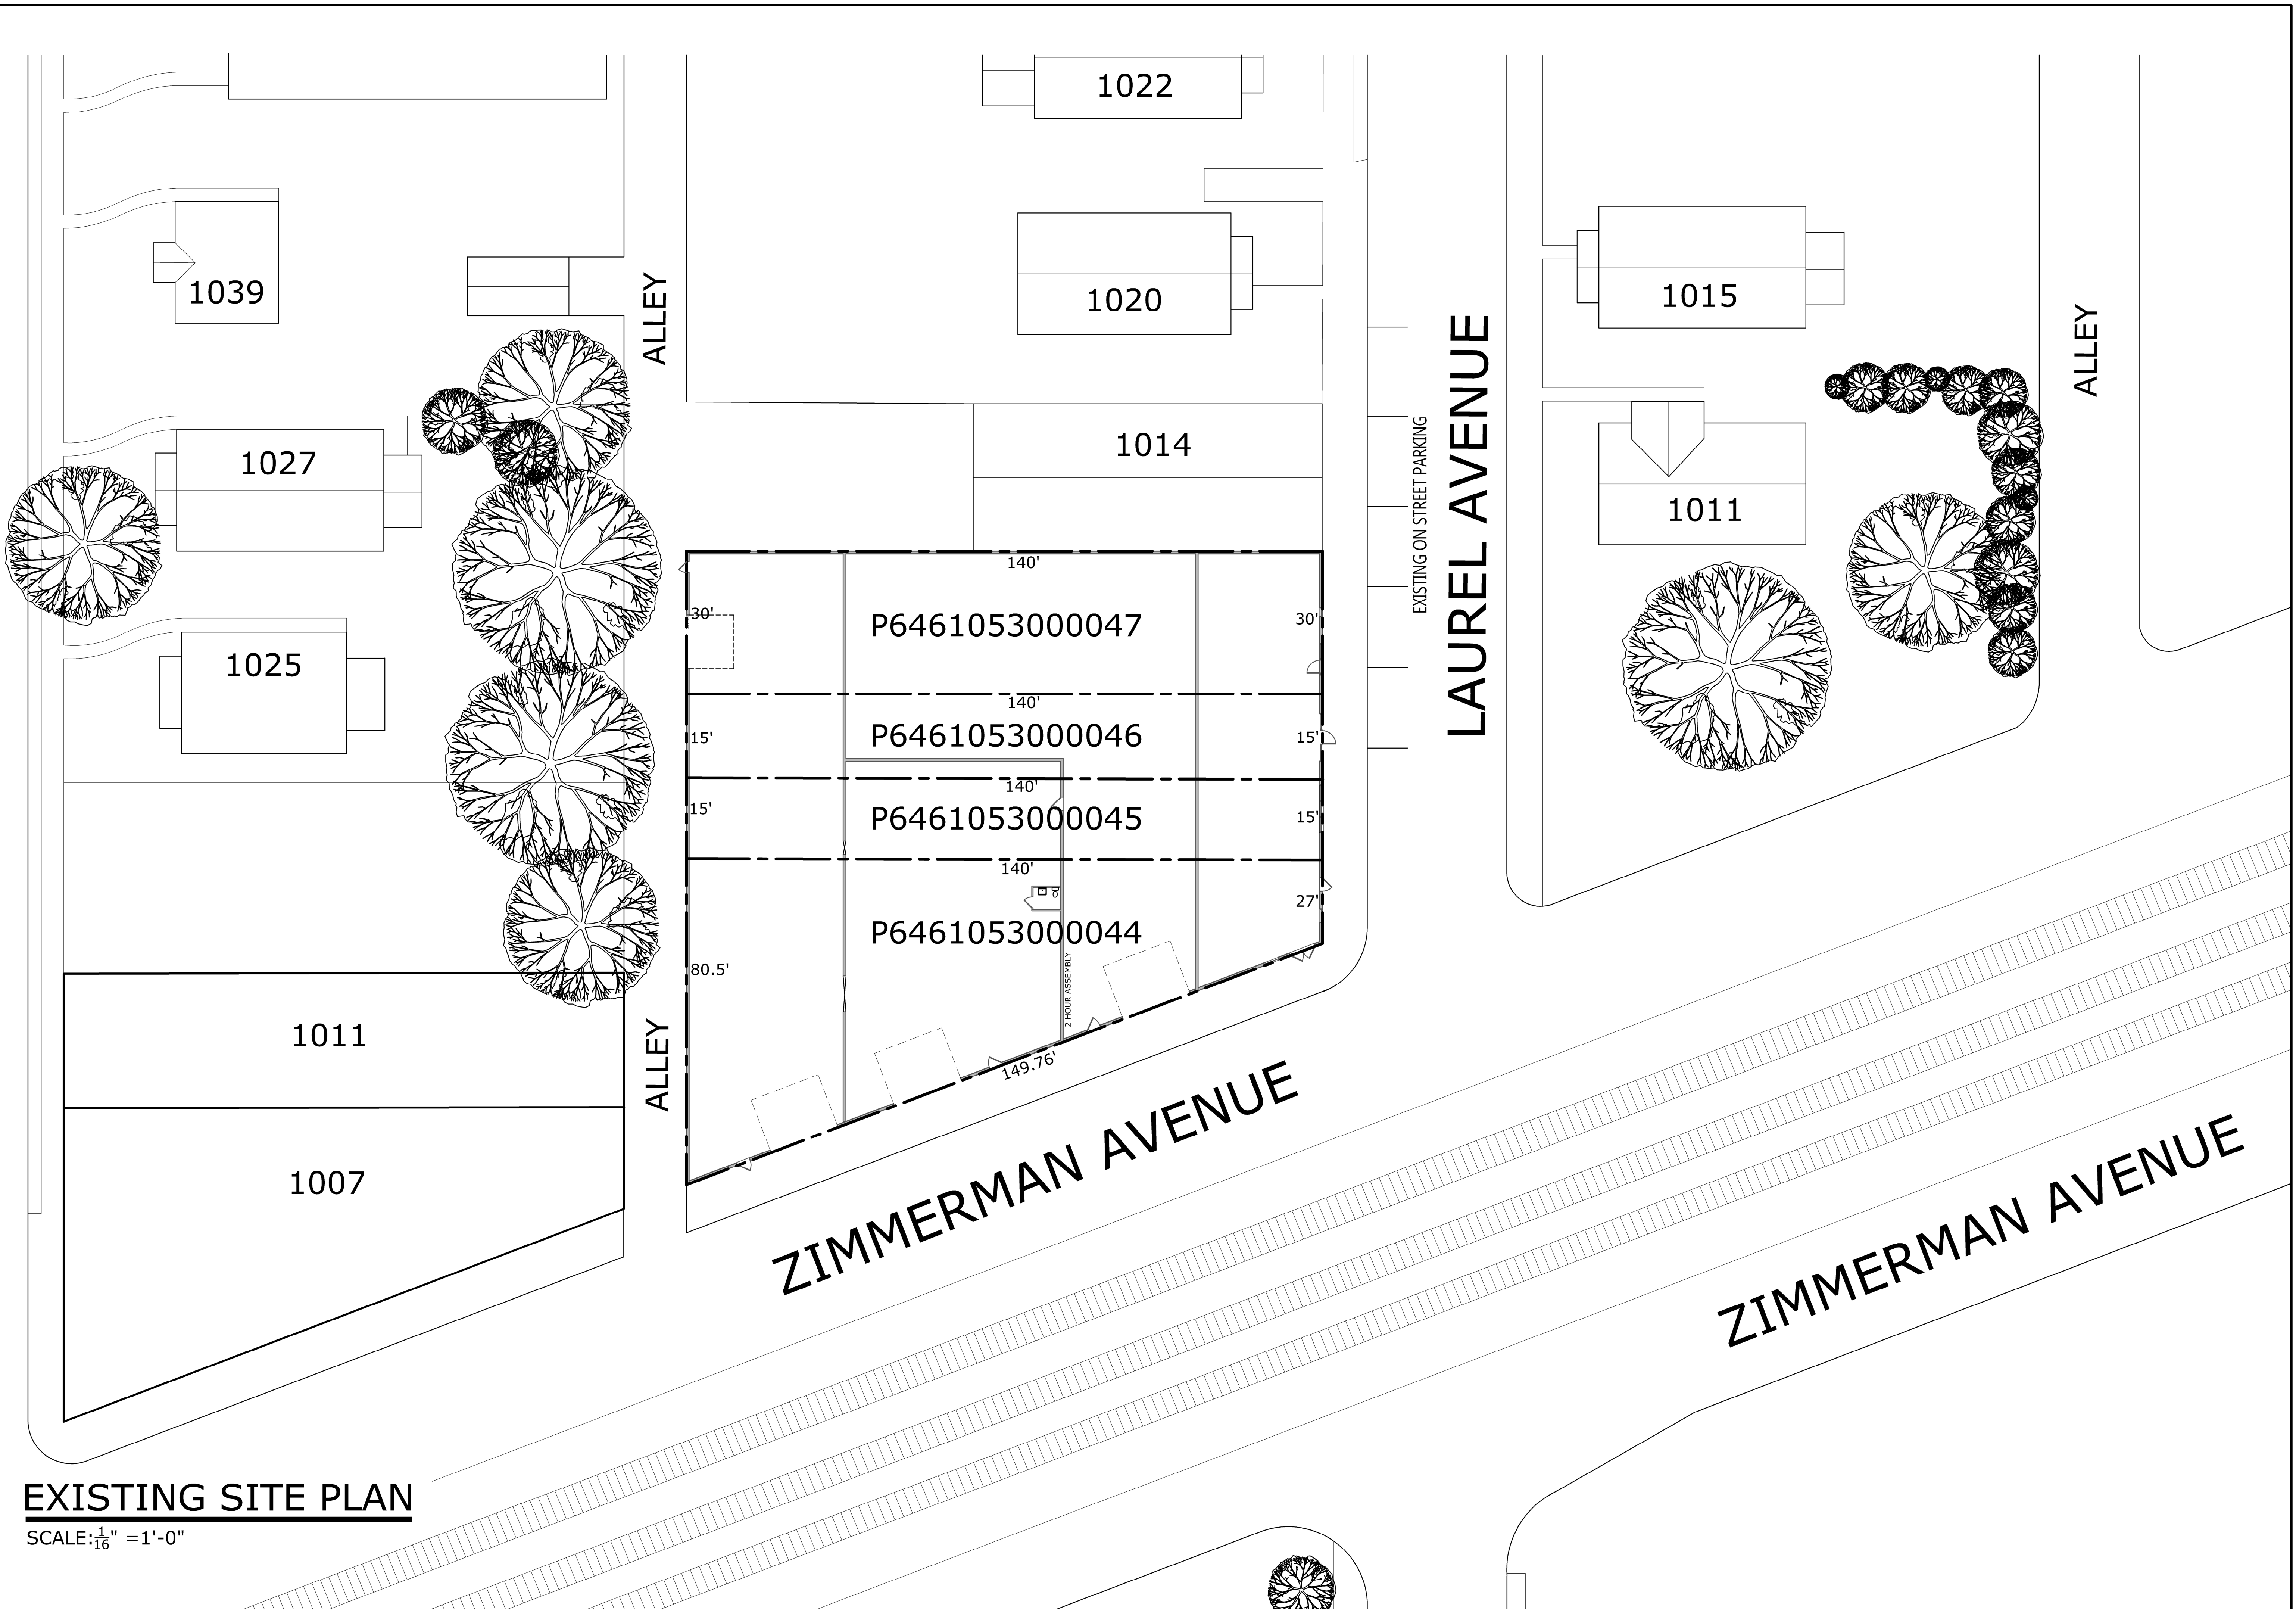 1022
1039
1020
1015
ALLEY
ALLEY
LAUREL AVENUE
EXISTING ON STREET PARKING
1027
1014
1011
140'
30'
P6461053000047
30'
1025
140'
15'
P6461053000046
15'
140'
15'
P6461053000045
15'
140'
27'
P6461053000044
80.5'
2 HOUR ASSEMBLY
1011
ALLEY
149.76'
1007
ZIMMERMAN AVENUE
ZIMMERMAN AVENUE
EXISTING SITE PLAN
SCALE:1/16" =1'-0"